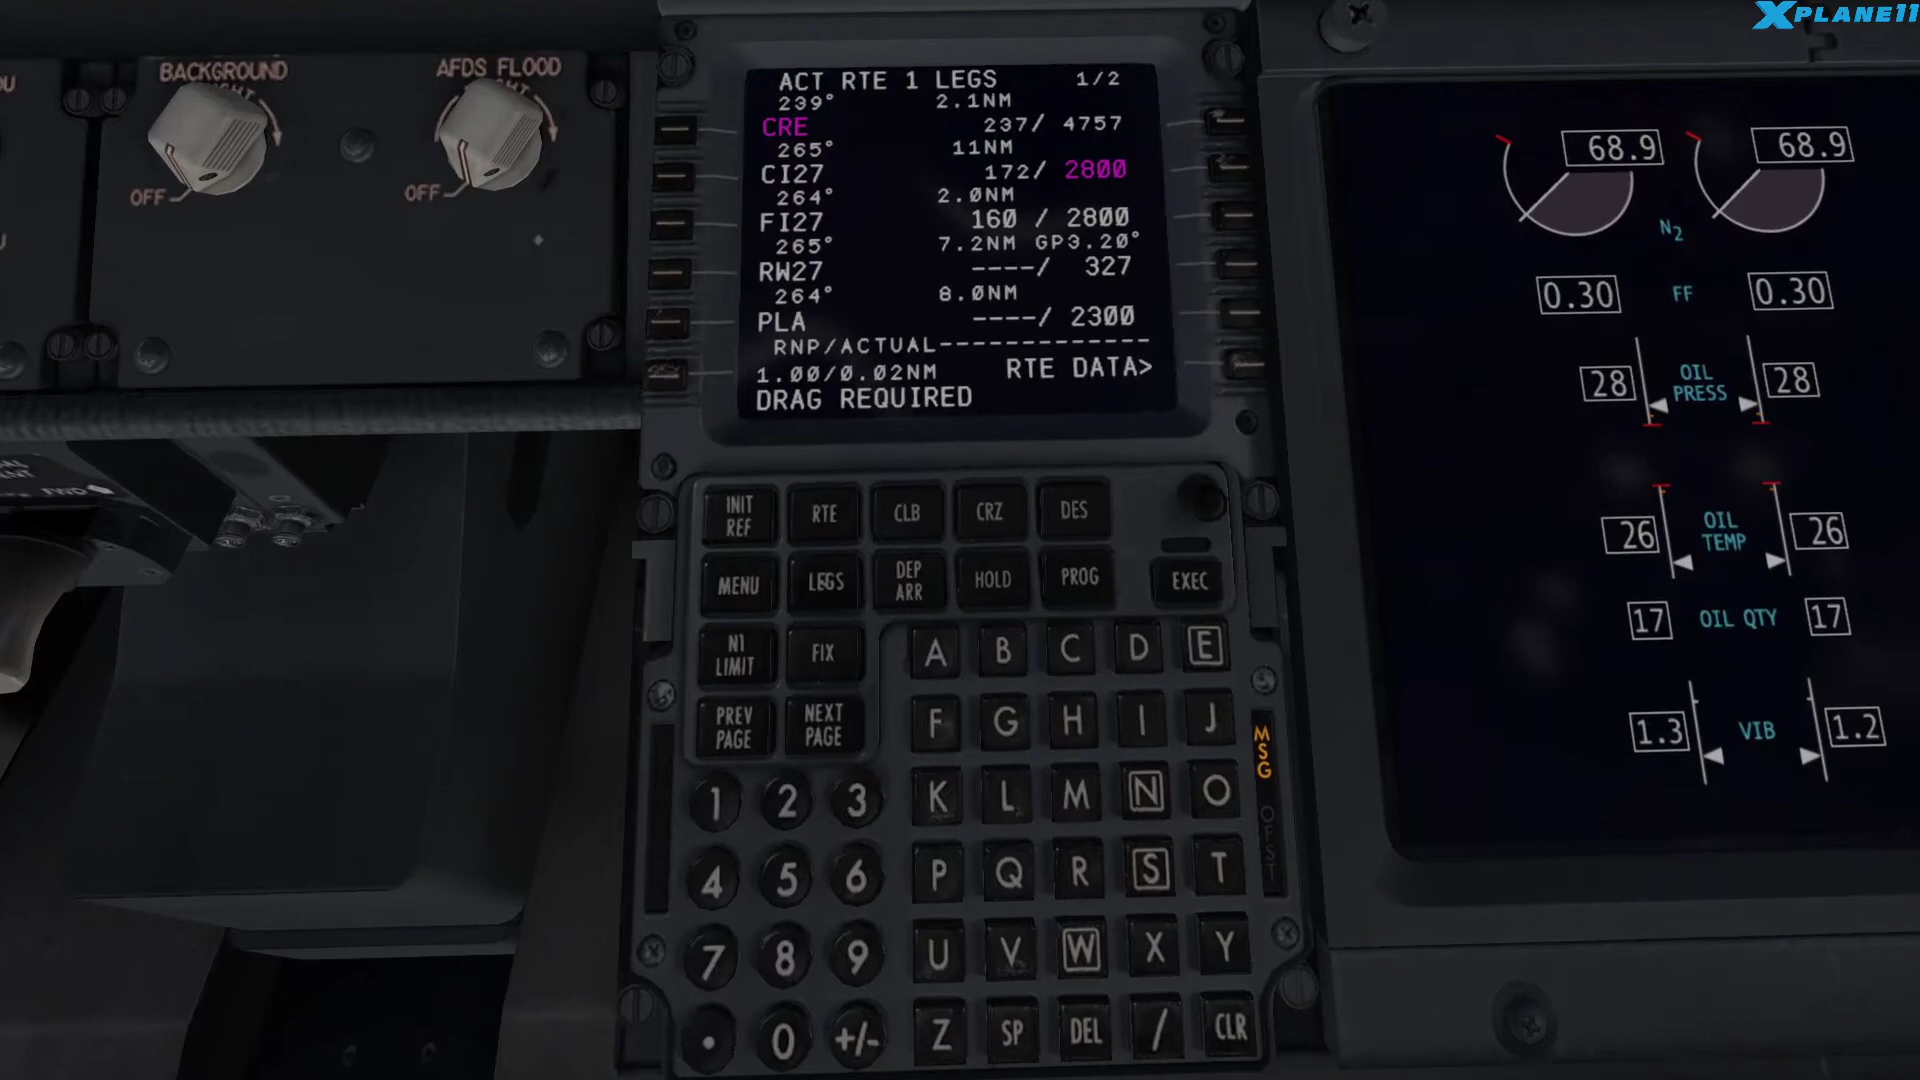 XPLANE11
BACKGROUND
OFF
AFDS FLOOD
OFF
ACT RTE 1 LEGS 1/2
239° 2.1NM
CRE 237/ 4757
265° 11NM
CI27 172/ 2800
264° 2.0NM
FI27 160 / 2800
265° 7.2NM GP3.20°
RW27 ----/ 327
264° 8.0NM
PLA ----/ 2300
RNP/ACTUAL-------------
1.00/0.02NM RTE DATA>
DRAG REQUIRED
68.9 68.9
N2
0.30 FF 0.30
28 OIL PRESS 28
26 OIL TEMP 26
17 OIL QTY 17
1.3 VIB 1.2
FWD
INIT REF RTE CLB CRZ DES
MENU LEGS DEP ARR HOLD PROG EXEC
N1 LIMIT FIX
PREV PAGE NEXT PAGE
A B C D E
F G H I J
K L M N O
P Q R S T
U V W X Y
Z SP DEL / CLR
1 2 3
4 5 6
7 8 9
. 0 +/-
MSG
OFST